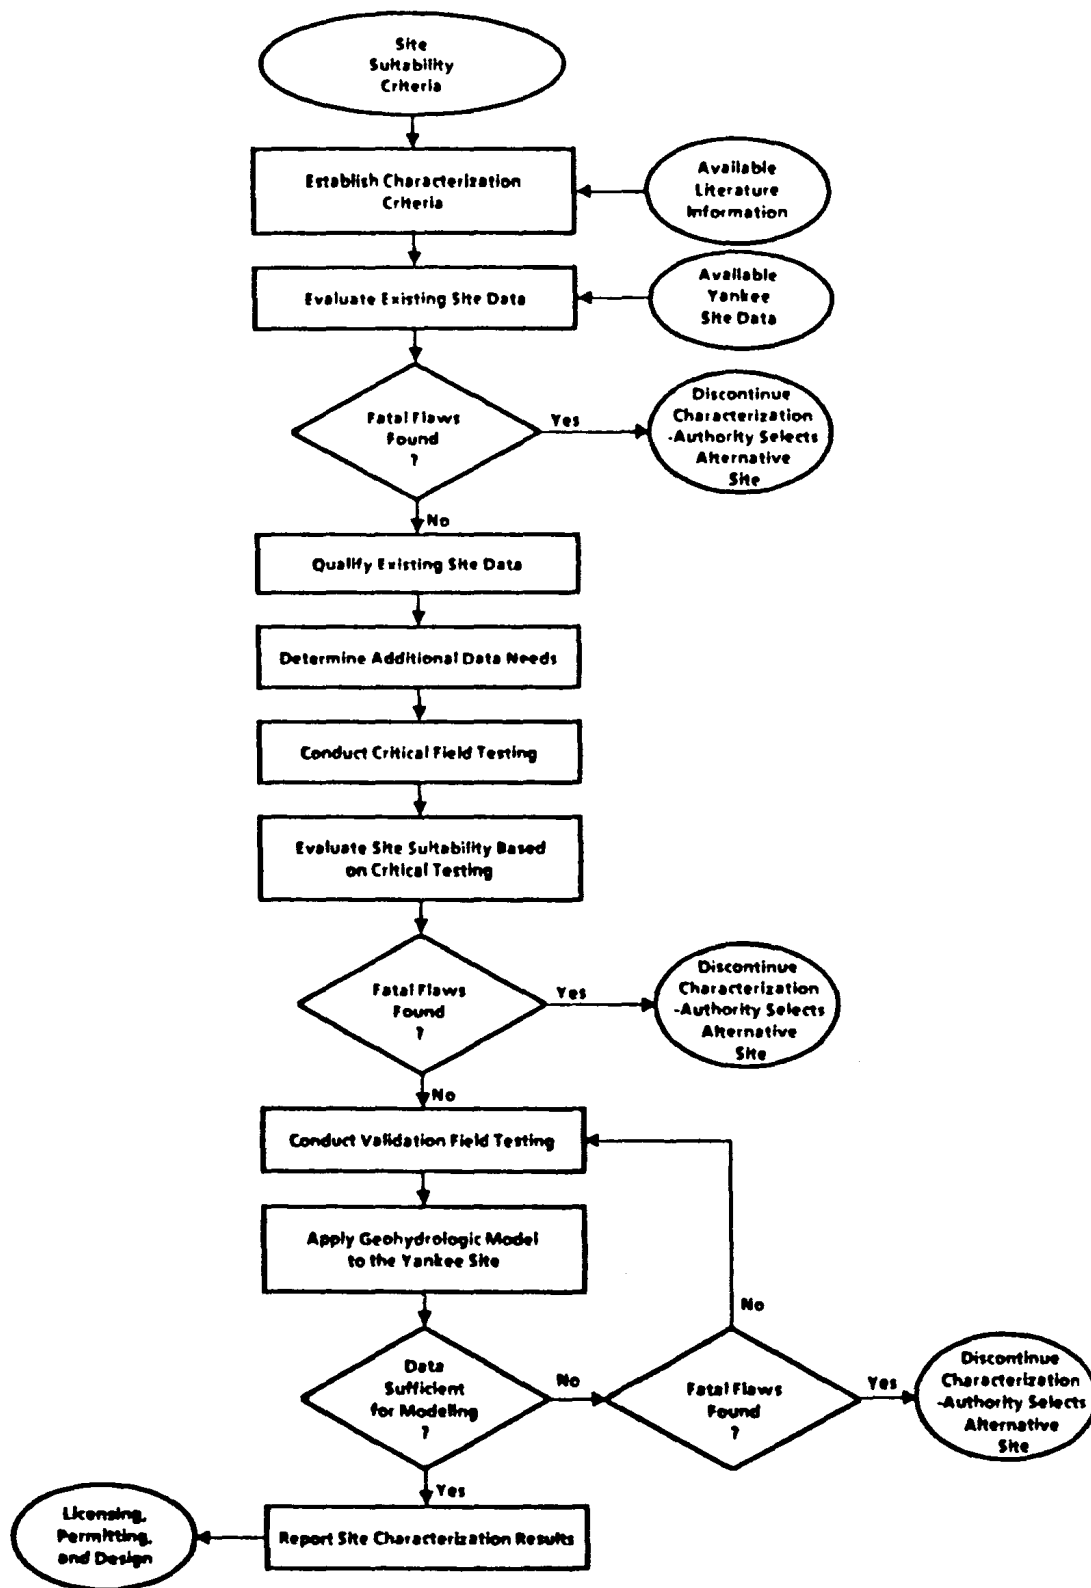 Site
Suitability
Criteria
Establish Characterization
Criteria
Available
Literature
Information
Evaluate Existing Site Data
Available
Yankee
Site Data
Fatal Flaws
Found
?
Yes
Discontinue
Characterization
-Authority Selects
Alternative
Site
No
Qualify Existing Site Data
Determine Additional Data Needs
Conduct Critical Field Testing
Evaluate Site Suitability Based
on Critical Testing
Fatal Flaws
Found
?
Yes
Discontinue
Characterization
-Authority Selects
Alternative
Site
No
Conduct Validation Field Testing
Apply Geohydrologic Model
to the Yankee Site
No
Data
Sufficient
for Modeling
?
No
Fatal Flaws
Found
?
Yes
Discontinue
Characterization
-Authority Selects
Alternative
Site
Yes
Licensing,
Permitting,
and Design
Report Site Characterization Results